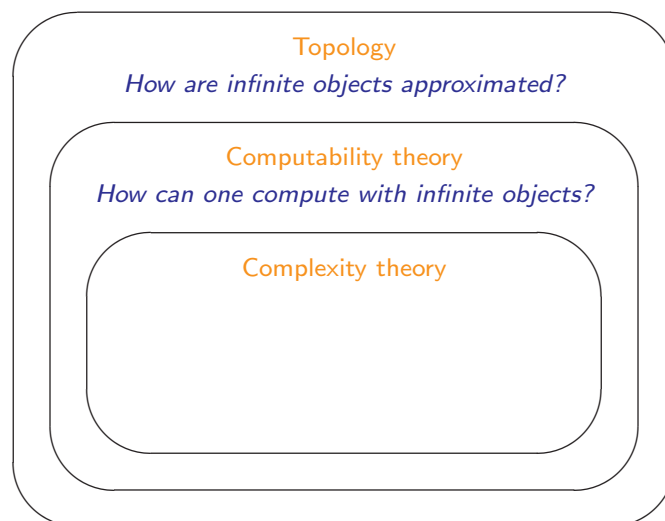 Topology
How are infinite objects approximated?
Computability theory
How can one compute with infinite objects?
Complexity theory